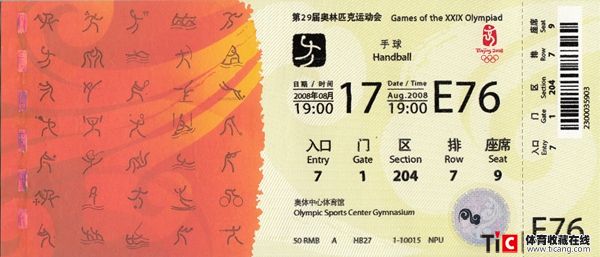 第29届奥林匹克运动会 Games of the XXIX Olympiad
手球
Handball
Beijing 2008
日期 / 时间
2008年08月
19:00
17
Date / Time
Aug.2008
19:00
E76
入口 门 区 排 座席
Entry Gate Section Row Seat
7 1 204 7 9
奥体中心体育馆
Olympic Sports Center Gymnasium
50 RMB A HB27 1-10015 NPU
座席 Seat 9
排 Row 7
区 Section 204
门 Gate 1
入口 Entry 7
2300035903
E76
TiC 体育收藏在线
www.ticang.com